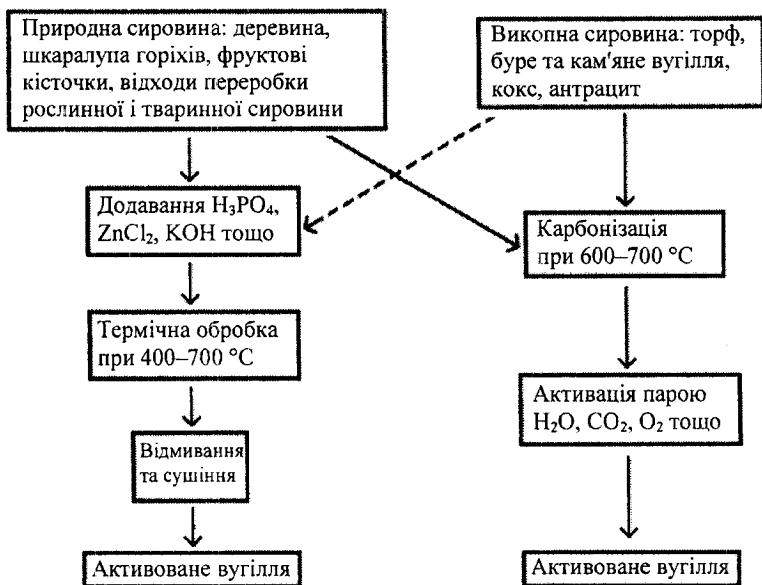 Природна сировина: деревина,
шкаралупа горіхів, фруктові
кісточки, відходи переробки
рослинної і тваринної сировини
Викопна сировина: торф,
буре та кам'яне вугілля,
кокс, антрацит
Додавання H₃PO₄,
ZnCl₂, KOH тощо
Карбонізація
при 600–700 °C
Термічна обробка
при 400–700 °C
Активація парою
H₂O, CO₂, O₂ тощо
Відмивання
та сушіння
Активоване вугілля
Активоване вугілля